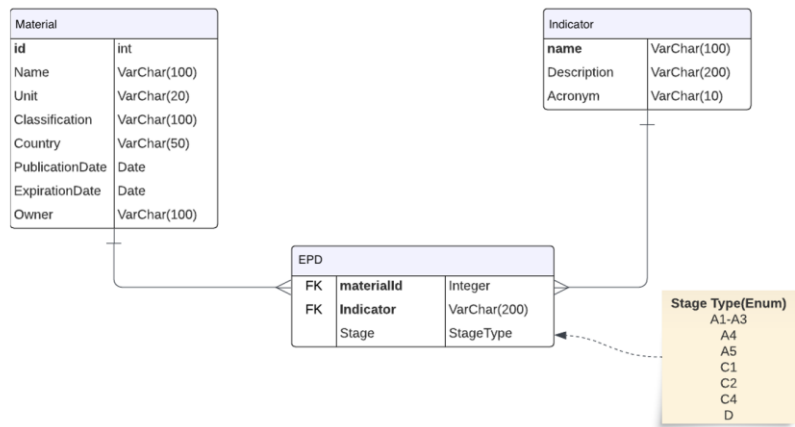 Material
id int
Name VarChar(100)
Unit VarChar(20)
Classification VarChar(100)
Country VarChar(50)
PublicationDate Date
ExpirationDate Date
Owner VarChar(100)
Indicator
name VarChar(100)
Description VarChar(200)
Acronym VarChar(10)
EPD
FK materialId Integer
FK Indicator VarChar(200)
Stage StageType
Stage Type(Enum)
A1-A3
A4
A5
C1
C2
C4
D